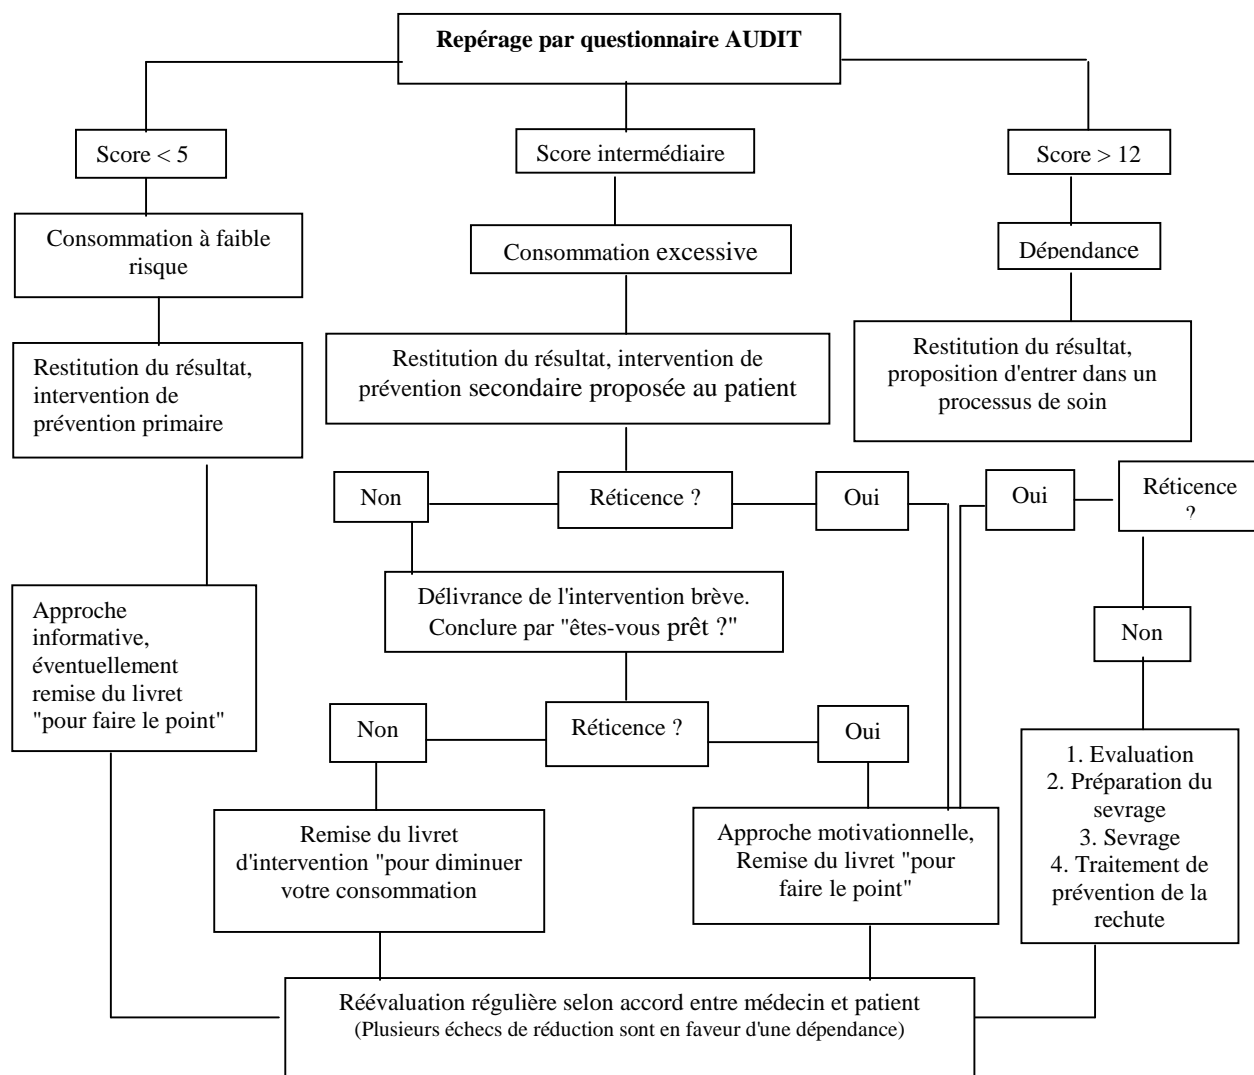 Repérage par questionnaire AUDIT
Score < 5
Score intermédiaire
Score > 12
Consommation à faible
risque
Consommation excessive
Dépendance
Restitution du résultat,
intervention de
prévention primaire
Restitution du résultat, intervention de
prévention secondaire proposée au patient
Restitution du résultat,
proposition d'entrer dans un
processus de soin
Non
Réticence ?
Oui
Oui
Réticence
?
Approche
informative,
éventuellement
remise du livret
"pour faire le point"
Délivrance de l'intervention brève.
Conclure par "êtes-vous prêt ?"
Non
Non
Réticence ?
Oui
Remise du livret
d'intervention "pour diminuer
votre consommation
Approche motivationnelle,
Remise du livret "pour
faire le point"
1. Evaluation
2. Préparation du
sevrage
3. Sevrage
4. Traitement de
prévention de la
rechute
Réévaluation régulière selon accord entre médecin et patient
(Plusieurs échecs de réduction sont en faveur d'une dépendance)